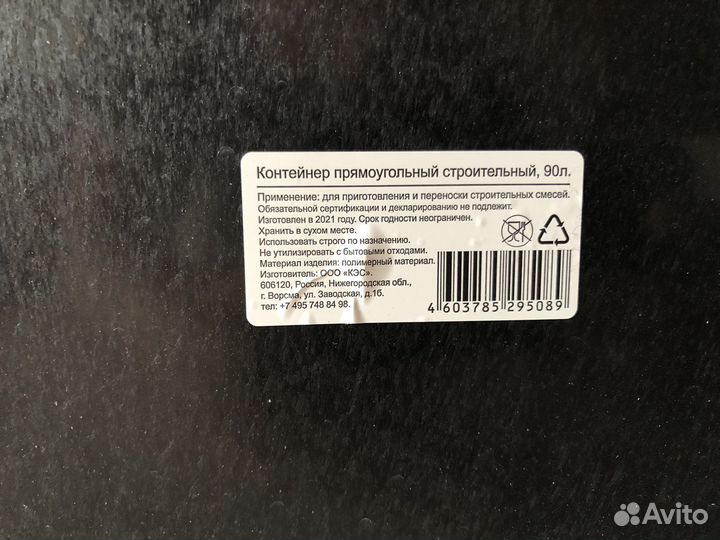 Контейнер прямоугольный строительный, 90л.
Применение: для приготовления и переноски строительных смесей.
Обязательной сертификации и декларированию не подлежит.
Изготовлен в 2021 году. Срок годности неограничен.
Хранить в сухом месте.
Использовать строго по назначению.
Не утилизировать с бытовыми отходами.
Материал изделия: полимерный материал.
Изготовитель: ООО «КЭС».
606120, Россия, Нижегородская обл.,
г. Ворсма, ул. Заводская, д.1б.
тел: +7 495 748 84 98.
4 603785 295089
Avito